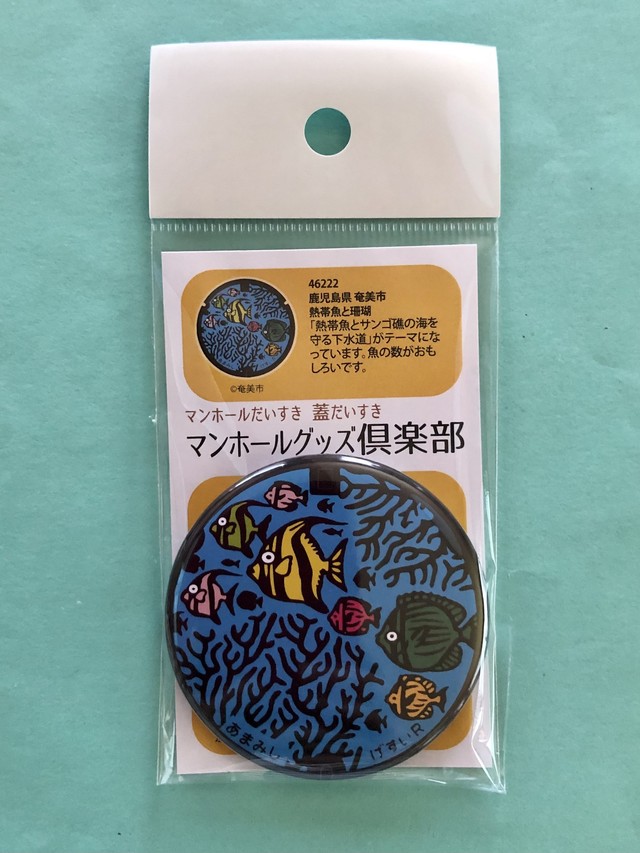 46222
鹿児島県 奄美市
熱帯魚と珊瑚
「熱帯魚とサンゴ礁の海を
守る下水道」がテーマにな
っています。魚の数がおも
しろいです。
©奄美市
マンホールだいすき 蓋だいすき
マンホールグッズ倶楽部
あまみし
げすいR